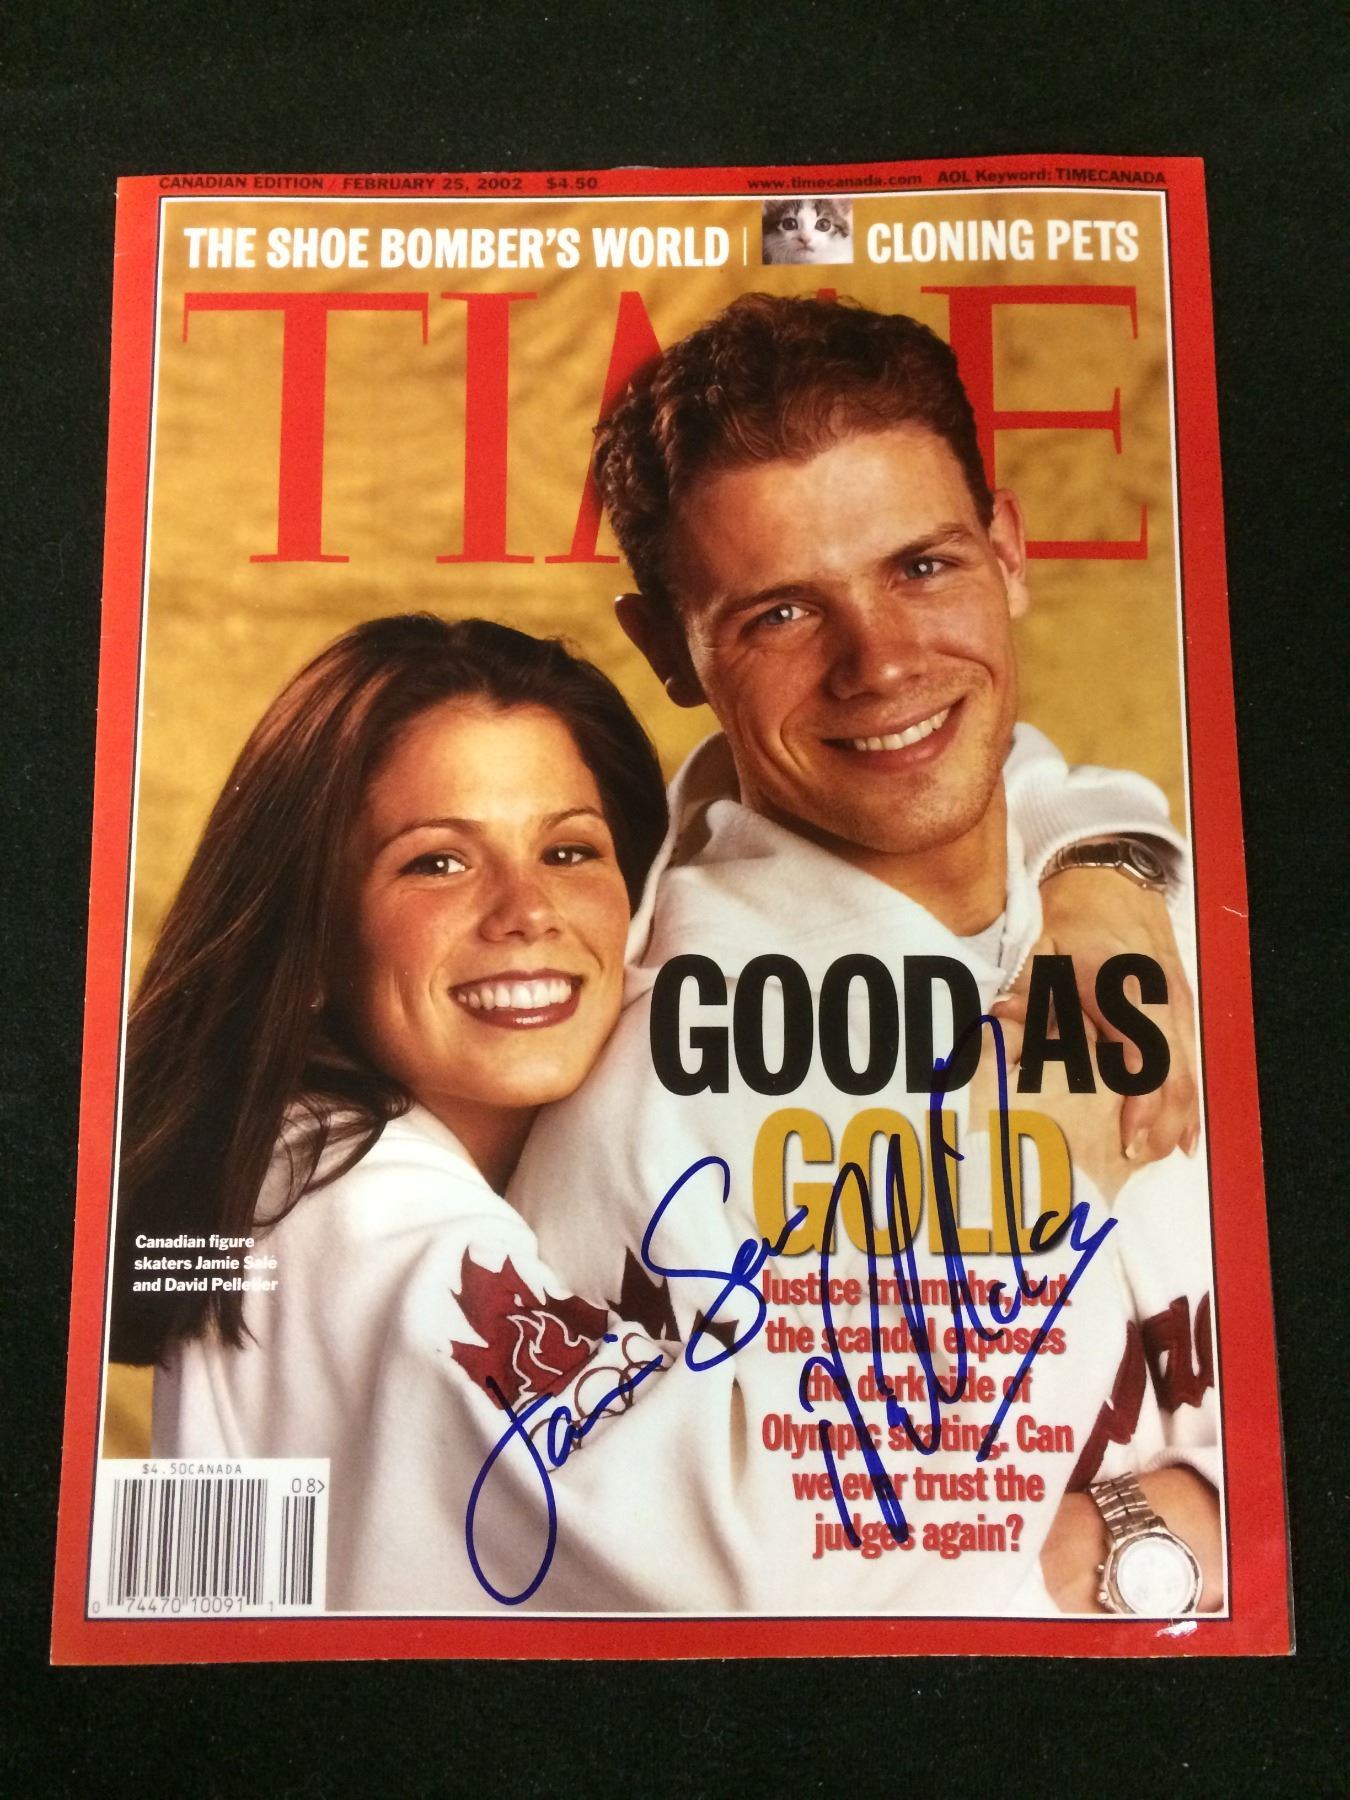 CANADIAN EDITION / FEBRUARY 25, 2002 $4.50 www.timecanada.com AOL Keyword: TIMECANADA
THE SHOE BOMBER'S WORLD | CLONING PETS
TIME
GOOD AS
GOLD
Canadian figure
skaters Jamie Salé
and David Pelletier
Justice triumphs, but
the scandal exposes
the dark side of
Olympic skating. Can
we ever trust the
judges again?
Jamie Salé
$4.50CANADA
08>
0 74470 10091 1